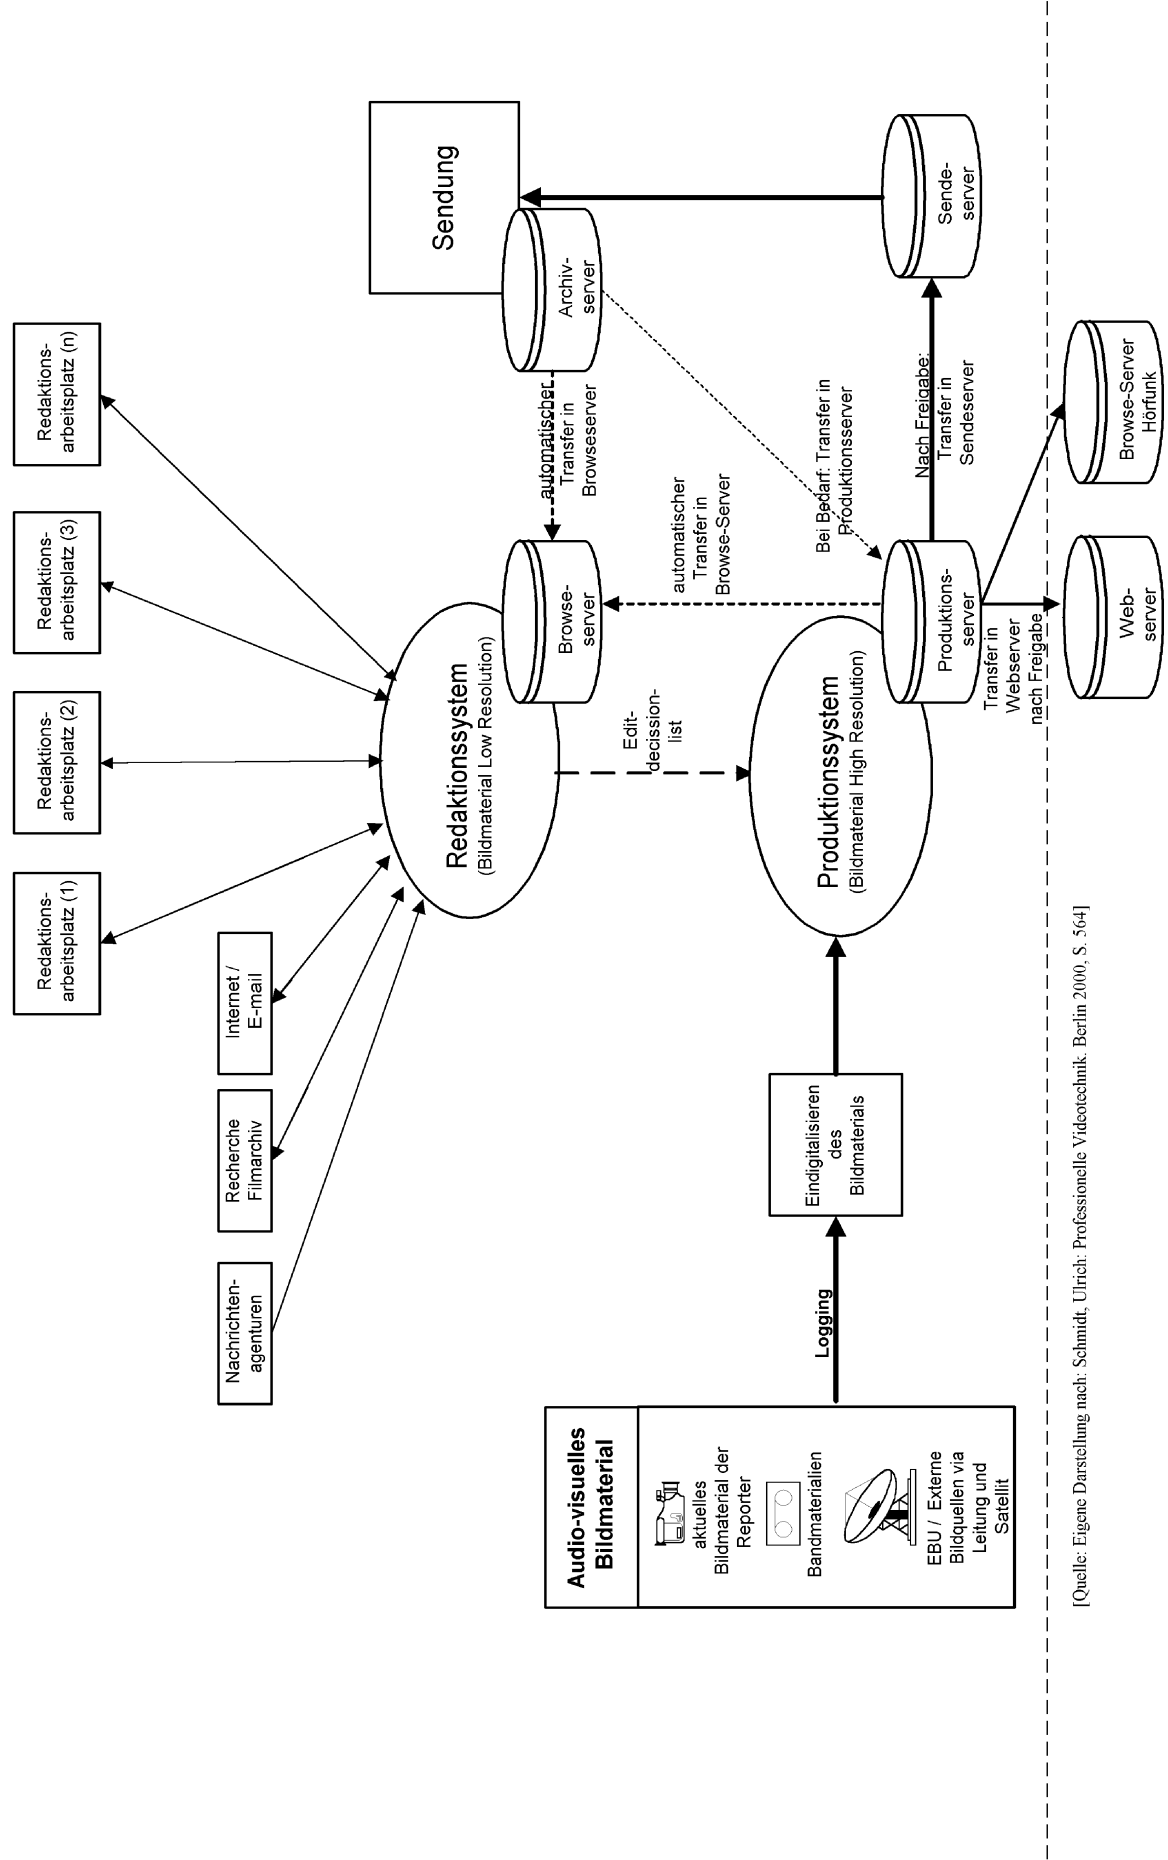 Redaktions-
arbeitsplatz (1)
Redaktions-
arbeitsplatz (2)
Redaktions-
arbeitsplatz (3)
Redaktions-
arbeitsplatz (n)
Nachrichten-
agenturen
Recherche
Filmarchiv
Internet /
E-mail
Redaktionssystem
(Bildmaterial Low Resolution)
Sendung
Browse-
server
automatischer
Transfer in
Browseserver
Archiv-
server
Edit-
decission-
list
automatischer
Transfer in
Browse-Server
Audio-visuelles
Bildmaterial
aktuelles
Bildmaterial der
Reporter
Bandmaterialien
EBU / Externe
Bildquellen via
Leitung und
Satellit
Logging
Eindigitalisieren
des
Bildmaterials
Produktionssystem
(Bildmaterial High Resolution)
Bei Bedarf: Transfer in
Produktionsserver
Produktions-
server
Nach Freigabe:
Transfer in
Sendeserver
Sende-
server
Transfer in
Webserver
nach Freigabe
Web-
server
Browse-Server
Hörfunk
[Quelle: Eigene Darstellung nach: Schmidt, Ulrich: Professionelle Videotechnik. Berlin 2000, S. 564]